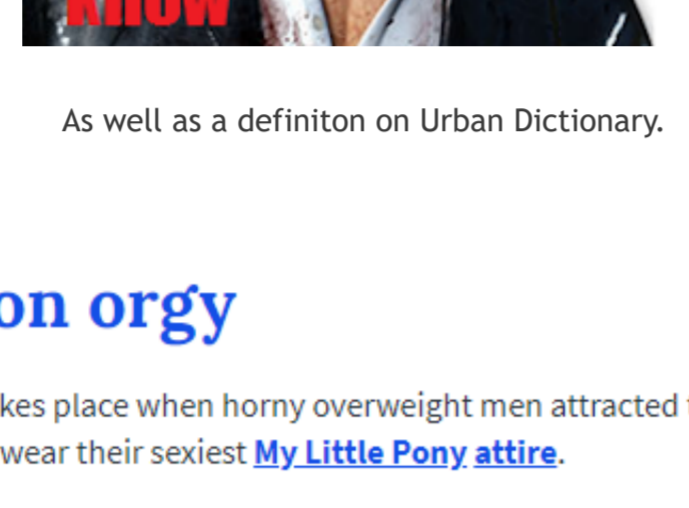 KNOW
As well as a definiton on Urban Dictionary.
on orgy
kes place when horny overweight men attracted
wear their sexiest My Little Pony attire.